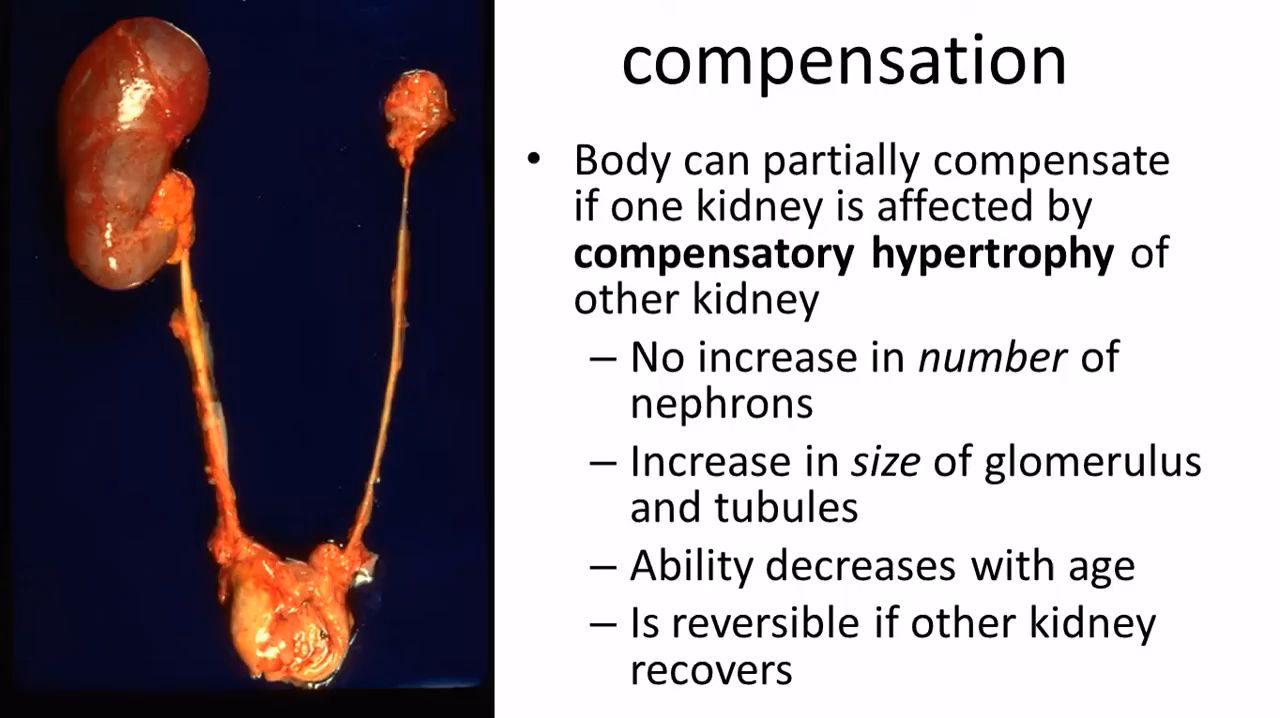 compensation
• Body can partially compensate
if one kidney is affected by
compensatory hypertrophy of
other kidney
– No increase in number of
nephrons
– Increase in size of glomerulus
and tubules
– Ability decreases with age
– Is reversible if other kidney
recovers